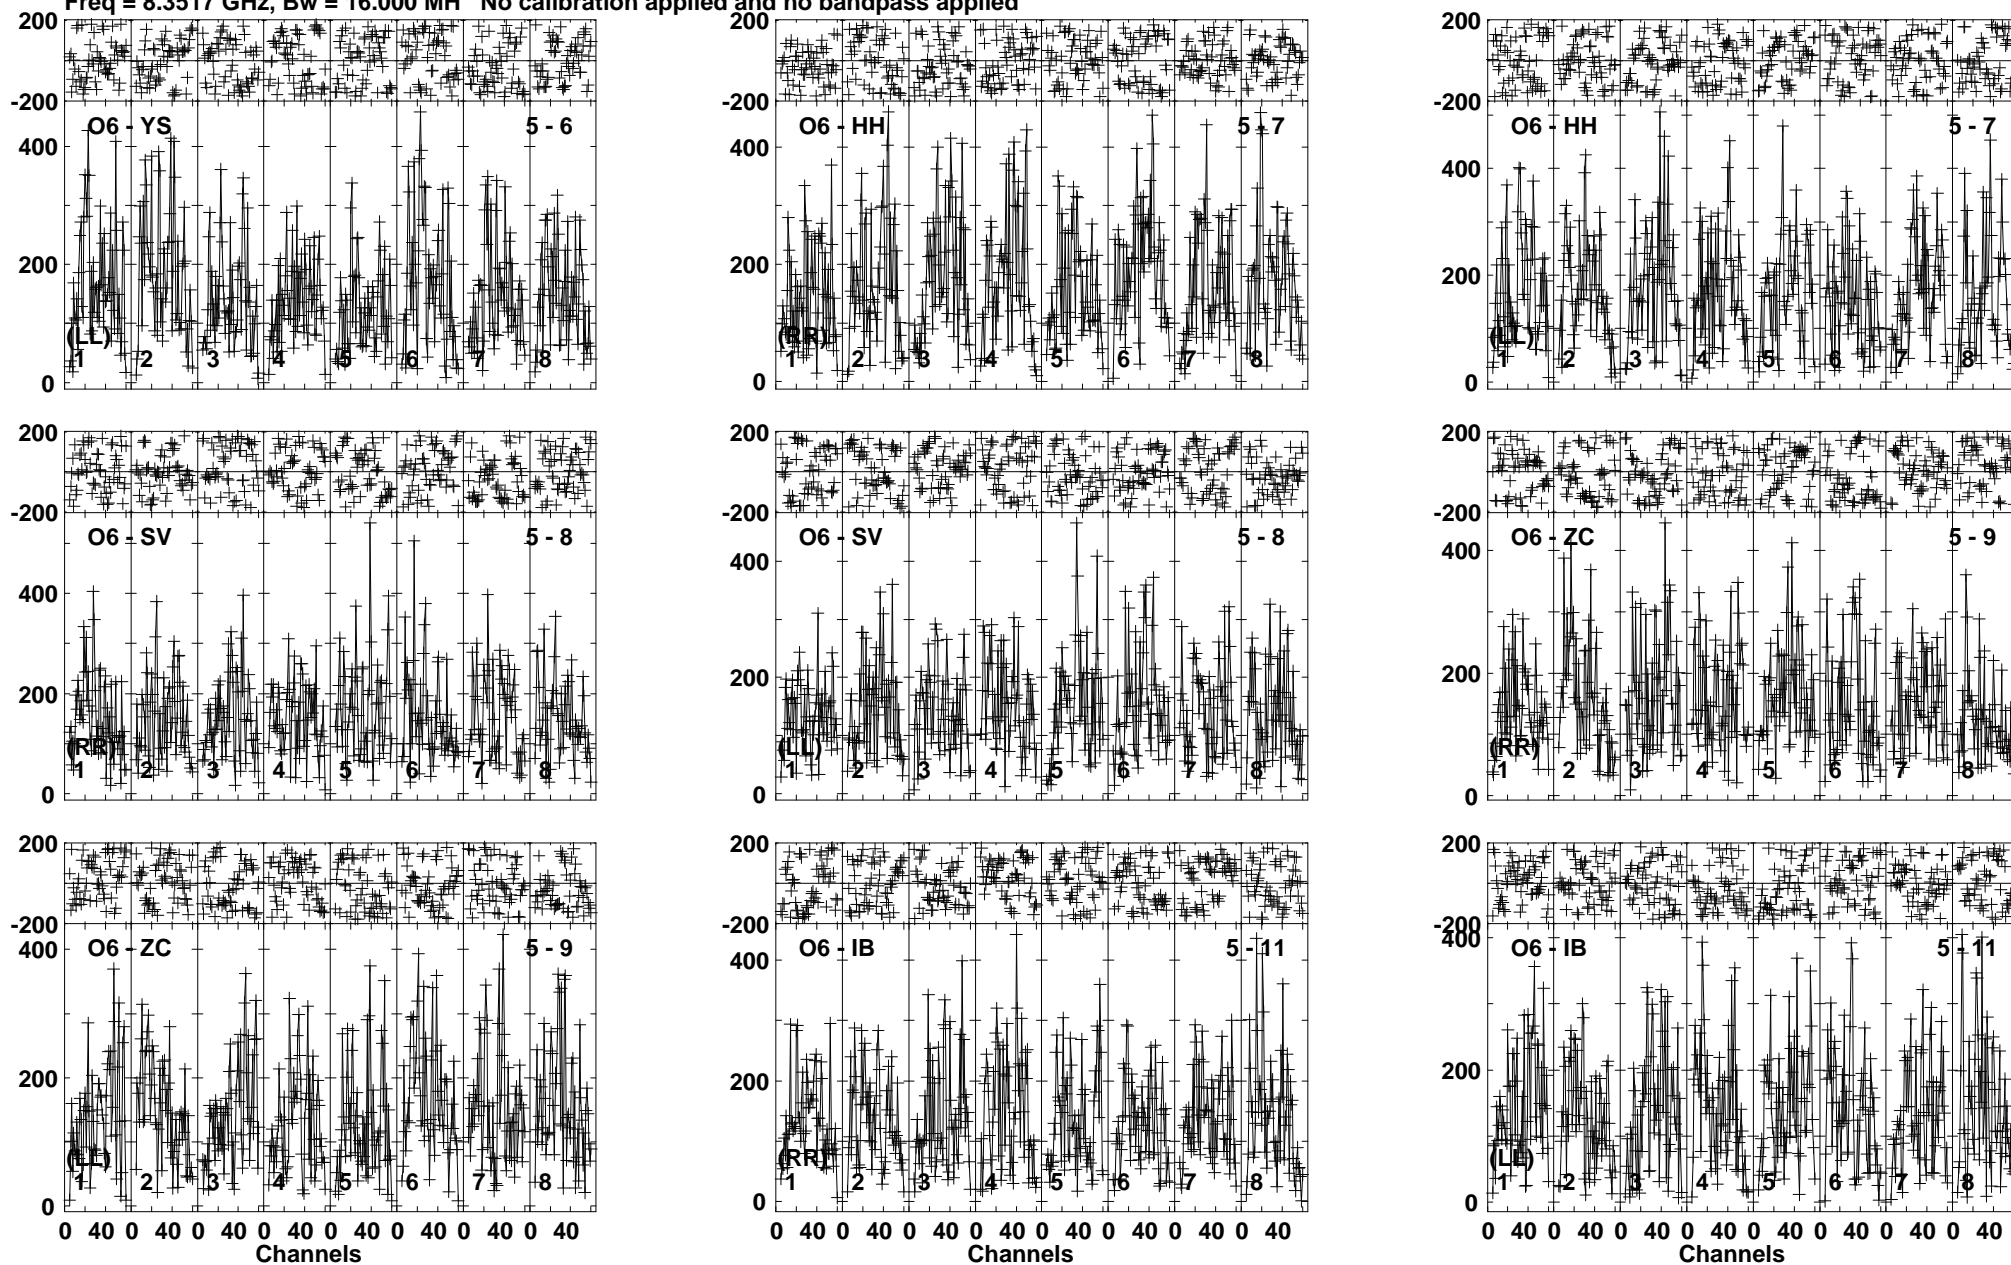 Freq = 8.3517 GHz, Bw = 16.000 MH No calibration applied and no bandpass applied
200 200 200
-200 -200 -200
O6 - YS 5 - 6 O6 - HH 5 - 7 O6 - HH 5 - 7
400 400 400
200 200 200
(LL) (RR) (LL)
1 2 3 4 5 6 7 8 1 2 3 4 5 6 7 8 1 2 3 4 5 6 7 8
0 0 0
200 200 200
-200 -200 -200
O6 - SV 5 - 8 O6 - SV 5 - 8 O6 - ZC 5 - 9
400 400 400
200 200 200
(RR) (LL) (RR)
1 2 3 4 5 6 7 8 1 2 3 4 5 6 7 8 1 2 3 4 5 6 7 8
0 0 0
200 200 200
-200 -200 -200
O6 - ZC 5 - 9 O6 - IB 5 - 11 O6 - IB 5 - 11
400 400 400
200 200 200
(LL) (RR) (LL)
1 2 3 4 5 6 7 8 1 2 3 4 5 6 7 8 1 2 3 4 5 6 7 8
0 0 0
0 40 0 40 0 40 0 40 0 40 0 40 0 40 0 40 0 40 0 40 0 40 0 40 0 40 0 40 0 40 0 40 0 40 0 40 0 40 0 40 0 40 0 40 0 40 0 40
Channels Channels Channels